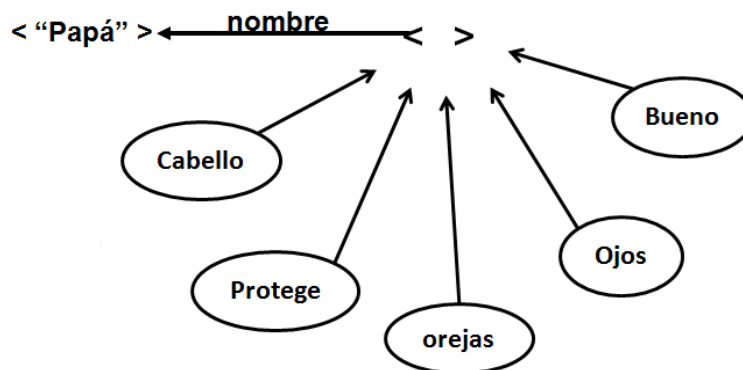 < “Papá” > nombre < >
Bueno
Cabello
Ojos
Protege
orejas